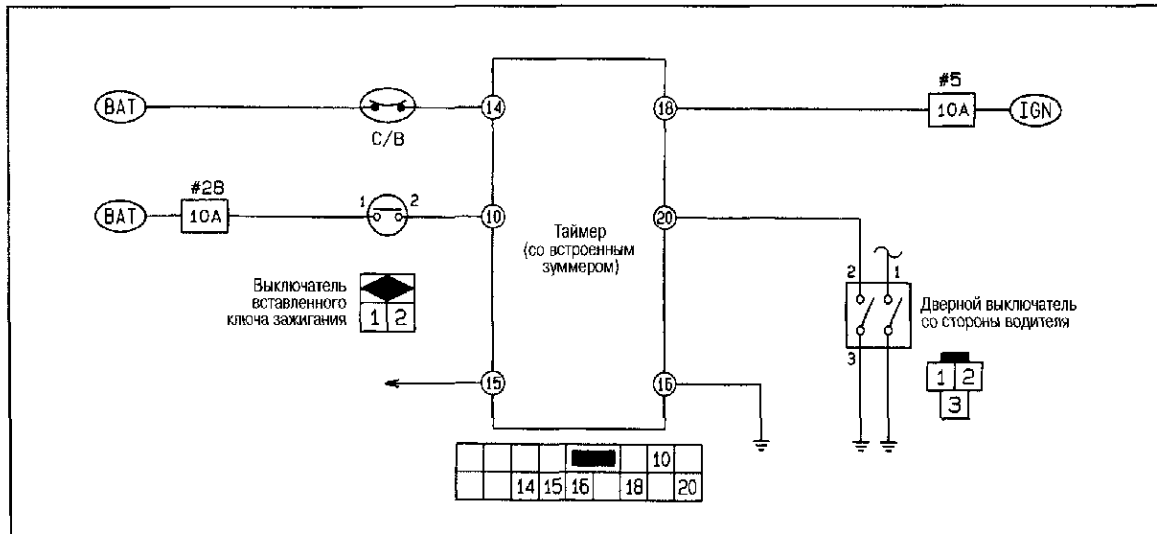 #5
BAT
C/B
14
18
10A
IGN
#28
BAT
10A
1
2
10
20
Таймер
(со встроенным
зуммером)
Выключатель
вставленного
ключа зажигания
1 2
2
1
Дверной выключатель
со стороны водителя
3
1 2
3
15
16
10
14 15 16 18 20